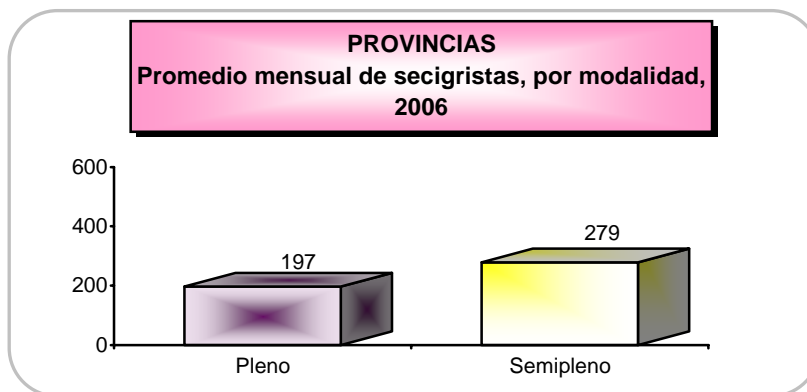 PROVINCIAS
Promedio mensual de secigristas, por modalidad,
2006
600
400
200
0
197
279
Pleno
Semipleno